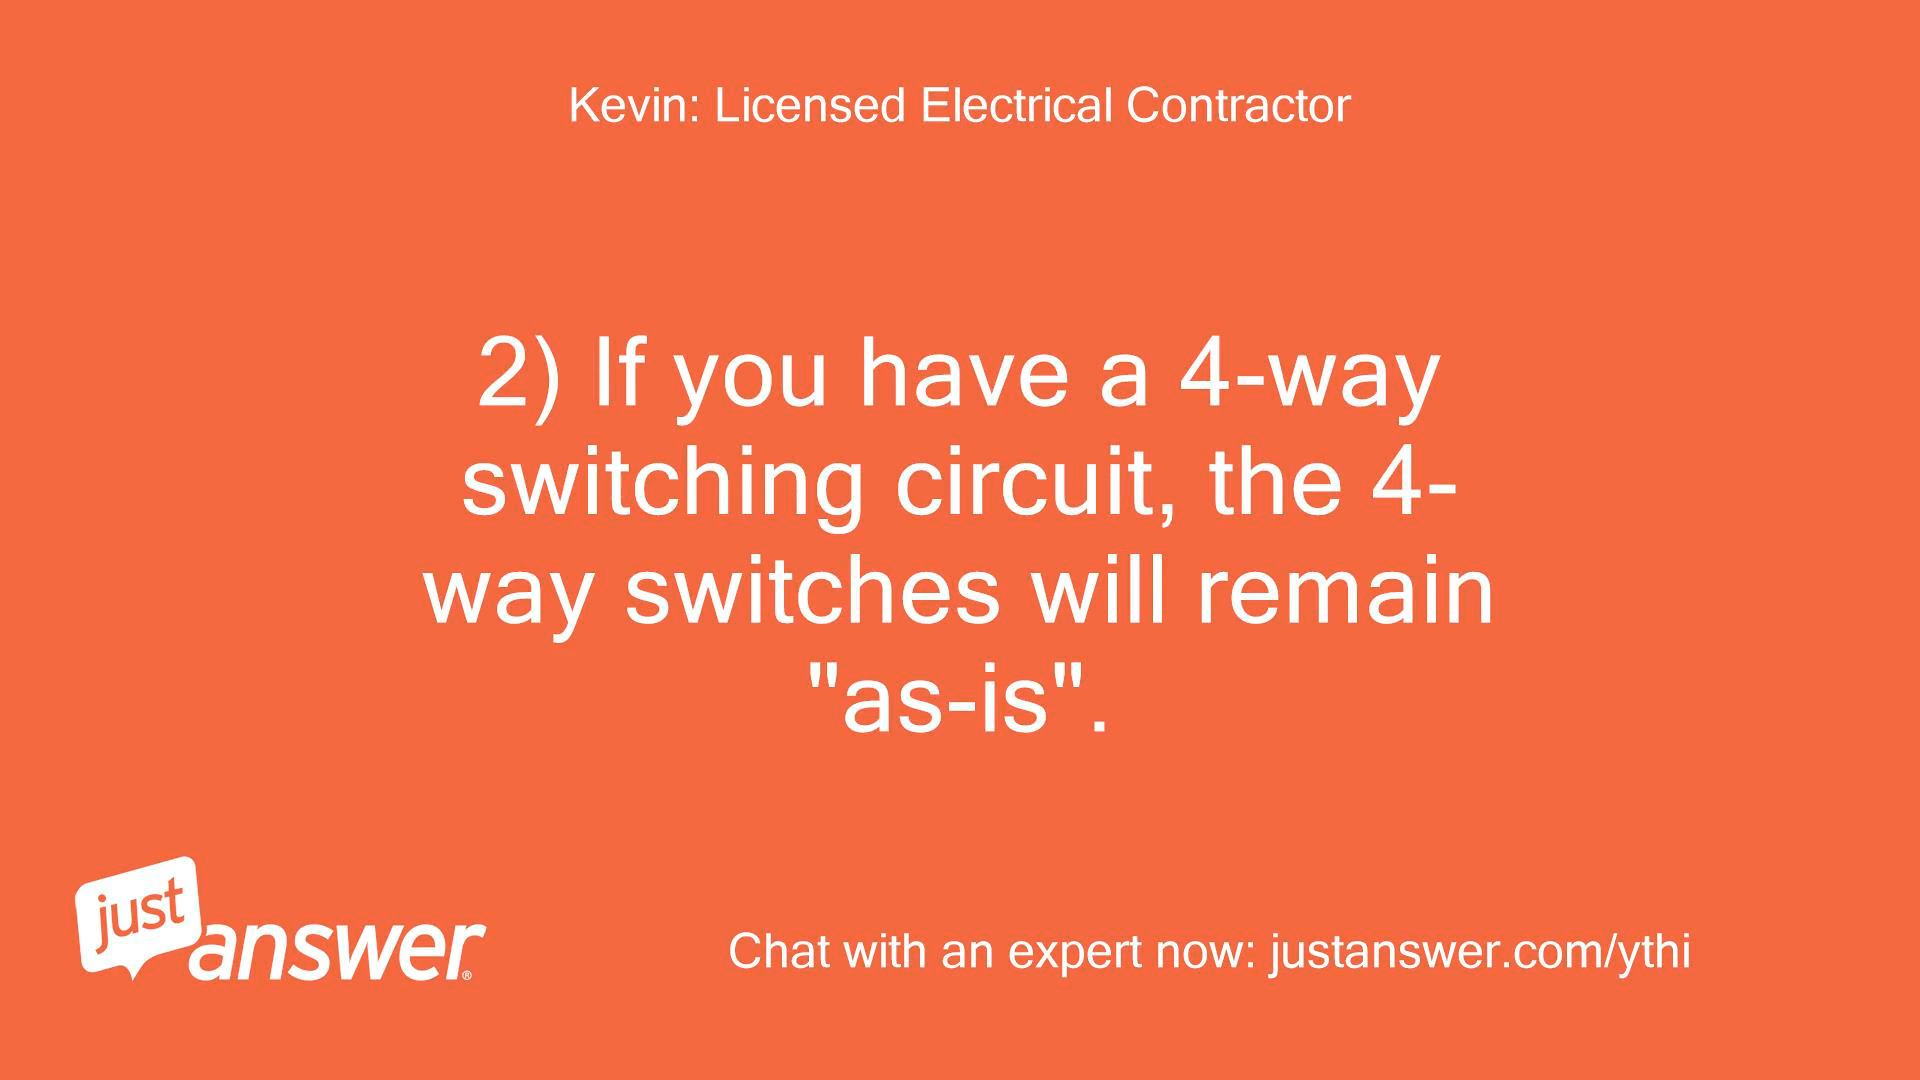 Kevin: Licensed Electrical Contractor
2) If you have a 4-way
switching circuit, the 4-
way switches will remain
"as-is".
just
answer®
Chat with an expert now: justanswer.com/ythi